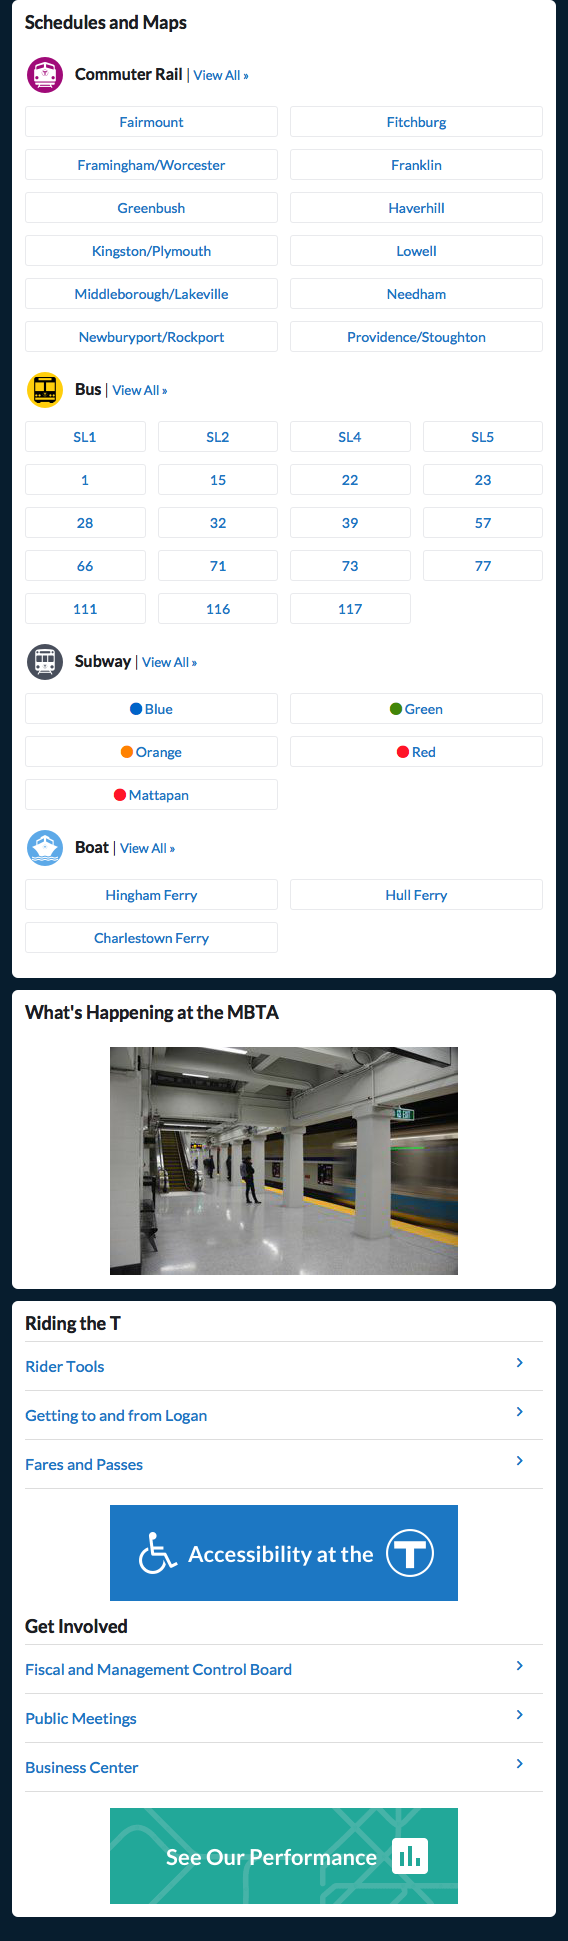 Schedules and Maps
Commuter Rail | View All »
Fairmount Fitchburg
Framingham/Worcester Franklin
Greenbush Haverhill
Kingston/Plymouth Lowell
Middleborough/Lakeville Needham
Newburyport/Rockport Providence/Stoughton
Bus | View All »
SL1 SL2 SL4 SL5
1 15 22 23
28 32 39 57
66 71 73 77
111 116 117
Subway | View All »
Blue Green
Orange Red
Mattapan
Boat | View All »
Hingham Ferry Hull Ferry
Charlestown Ferry
What's Happening at the MBTA
Riding the T
Rider Tools
Getting to and from Logan
Fares and Passes
Accessibility at the T
Get Involved
Fiscal and Management Control Board
Public Meetings
Business Center
See Our Performance